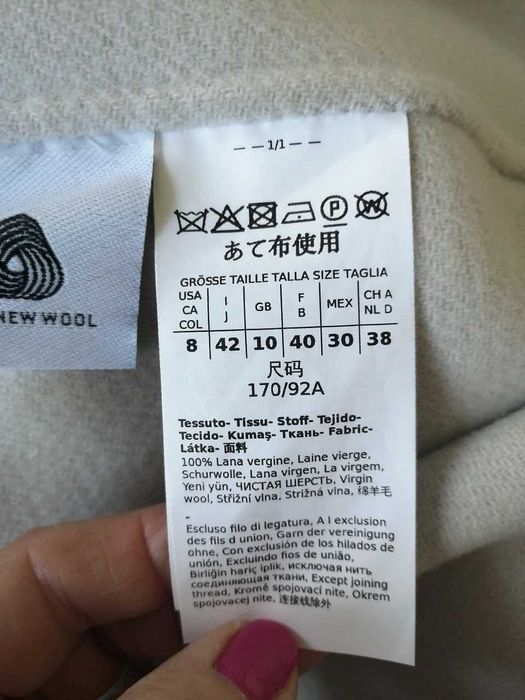 — — 1/1 — —
P W
あて布使用
GRÖSSE TAILLE TALLA SIZE TAGLIA
USA CA COL | I J | GB | F B | MEX | CH A NL D
8 | 42 | 10 | 40 | 30 | 38
尺码
170/92A
Tessuto- Tissu- Stoff- Tejido-
Tecido- Kumaş- Ткань- Fabric-
Látka- 面料
100% Lana vergine, Laine vierge,
Schurwolle, Lana virgen, La virgem,
Yeni yün, ЧИСТАЯ ШЕРСТЬ, Virgin
wool, Střižní vlna, Strižná vlna, 绵羊毛
-
Escluso filo di legatura, A l exclusion
des fils d union, Garn der vereinigung
ohne, Con exclusión de los hilados de
unión, Excluindo fios de união,
Birliğin hariç iplik, исключая нить
соединяющая ткани, Except joining
thread, Kromě spojovací nite, Okrem
spojovacej nite, 连接线除外
NEW WOOL